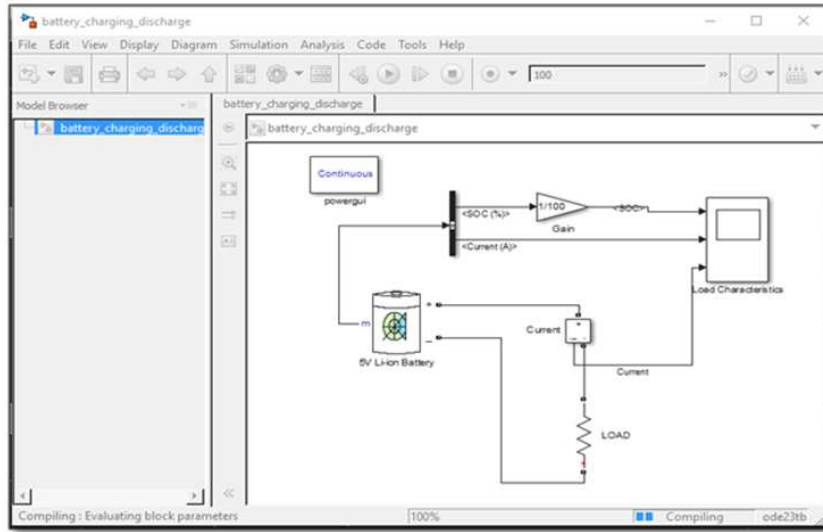 battery_charging_discharge
File Edit View Display Diagram Simulation Analysis Code Tools Help
100
Model Browser
battery_charging_discharge
battery_charging_discharg
battery_charging_discharge
Continuous
powergui
<SOC (%)>
1/100
<SOC>
Gain
<Current (A)>
Load Characteristics
m
+
_
5V Li-ion Battery
Current
+
Current
LOAD
+
Compiling : Evaluating block parameters 100% Compiling ode23tb